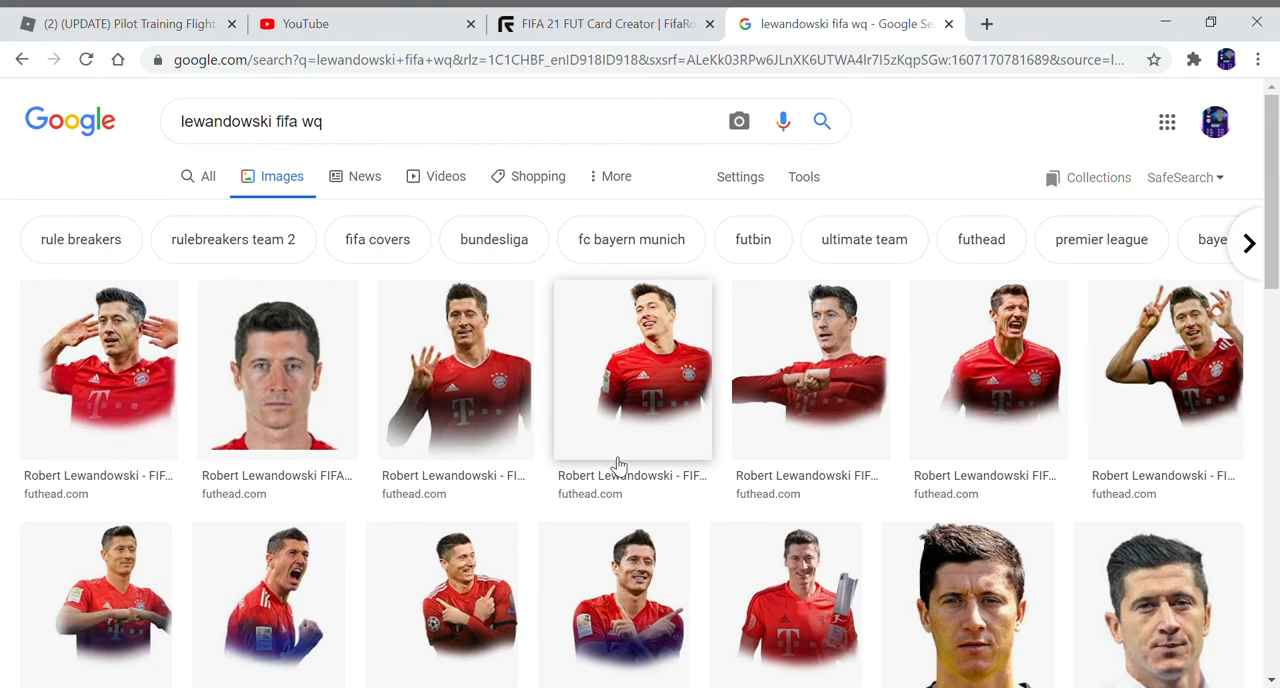 (2) [UPDATE] Pilot Training Flight
YouTube
FIFA 21 FUT Card Creator | FifaRo
lewandowski fifa wq - Google Se
google.com/search?q=lewandowski+fifa+wq&rlz=1C1CHBF_enID918ID918&sxsrf=ALeKk03RPw6JLnXK6UTWA4lr7I5zKqpSGw:1607170781689&source=l...
Google
lewandowski fifa wq
All
Images
News
Videos
Shopping
More
Settings
Tools
Collections
SafeSearch
rule breakers
rulebreakers team 2
fifa covers
bundesliga
fc bayern munich
futbin
ultimate team
futhead
premier league
baye
Robert Lewandowski - FIF...
futhead.com
Robert Lewandowski FIFA...
futhead.com
Robert Lewandowski - FI...
futhead.com
Robert Lewandowski - FIF...
futhead.com
Robert Lewandowski FIF...
futhead.com
Robert Lewandowski FIF...
futhead.com
Robert Lewandowski - FI...
futhead.com